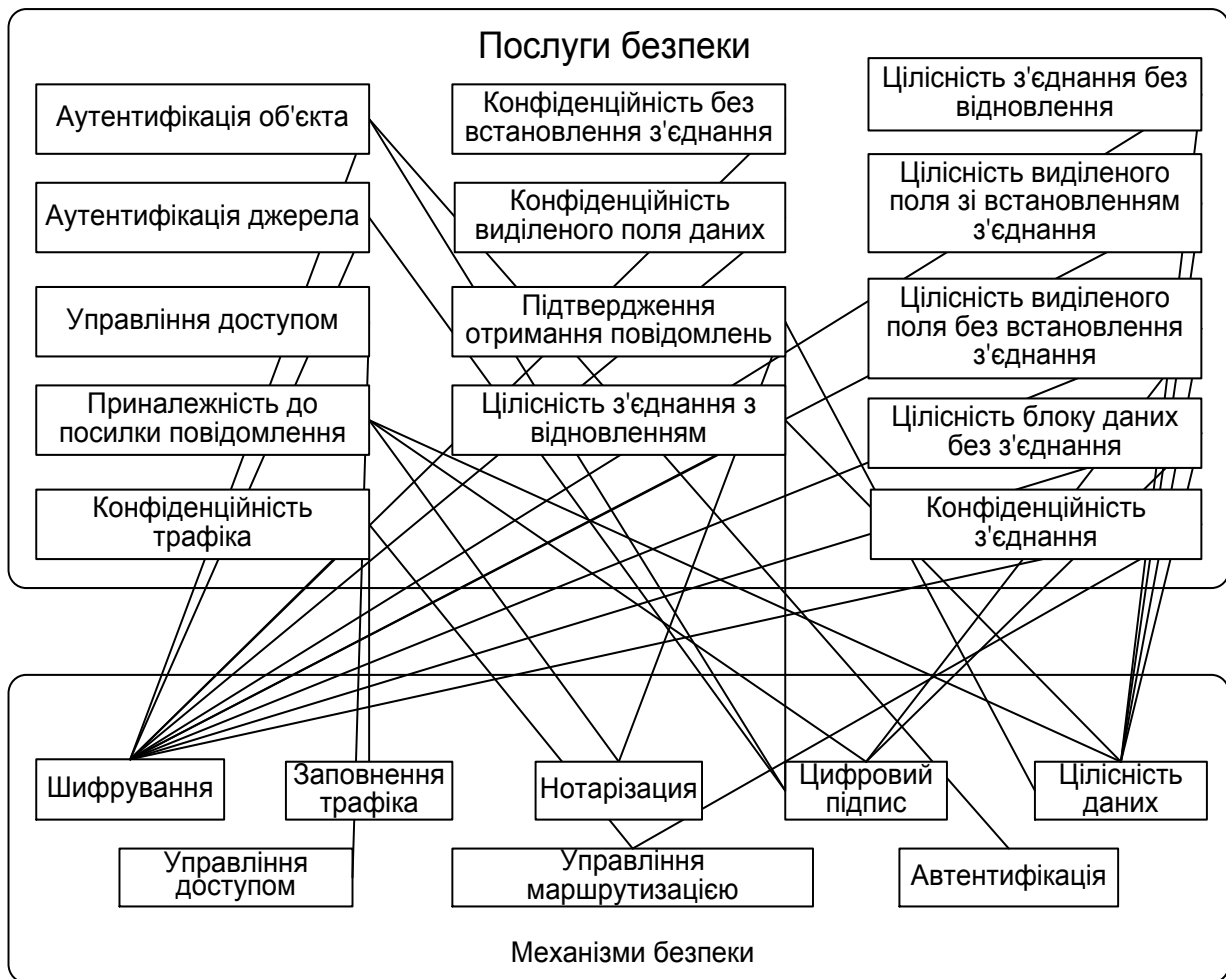 Послуги безпеки
Аутентифікація об'єкта
Аутентифікація джерела
Управління доступом
Приналежність до
посилки повідомлення
Конфіденційність
трафіка
Конфіденційність без
встановлення з'єднання
Конфіденційність
виділеного поля даних
Підтвердження
отримання повідомлень
Цілісність з'єднання з
відновленням
Цілісність з'єднання без
відновлення
Цілісність виділеного
поля зі встановленням
з'єднання
Цілісність виділеного
поля без встановлення
з'єднання
Цілісність блоку даних
без з'єднання
Конфіденційність
з'єднання
Шифрування
Заповнення
трафіка
Нотарізація
Цифровий
підпис
Цілісність
даних
Управління
доступом
Управління
маршрутизацією
Автентифікація
Механізми безпеки